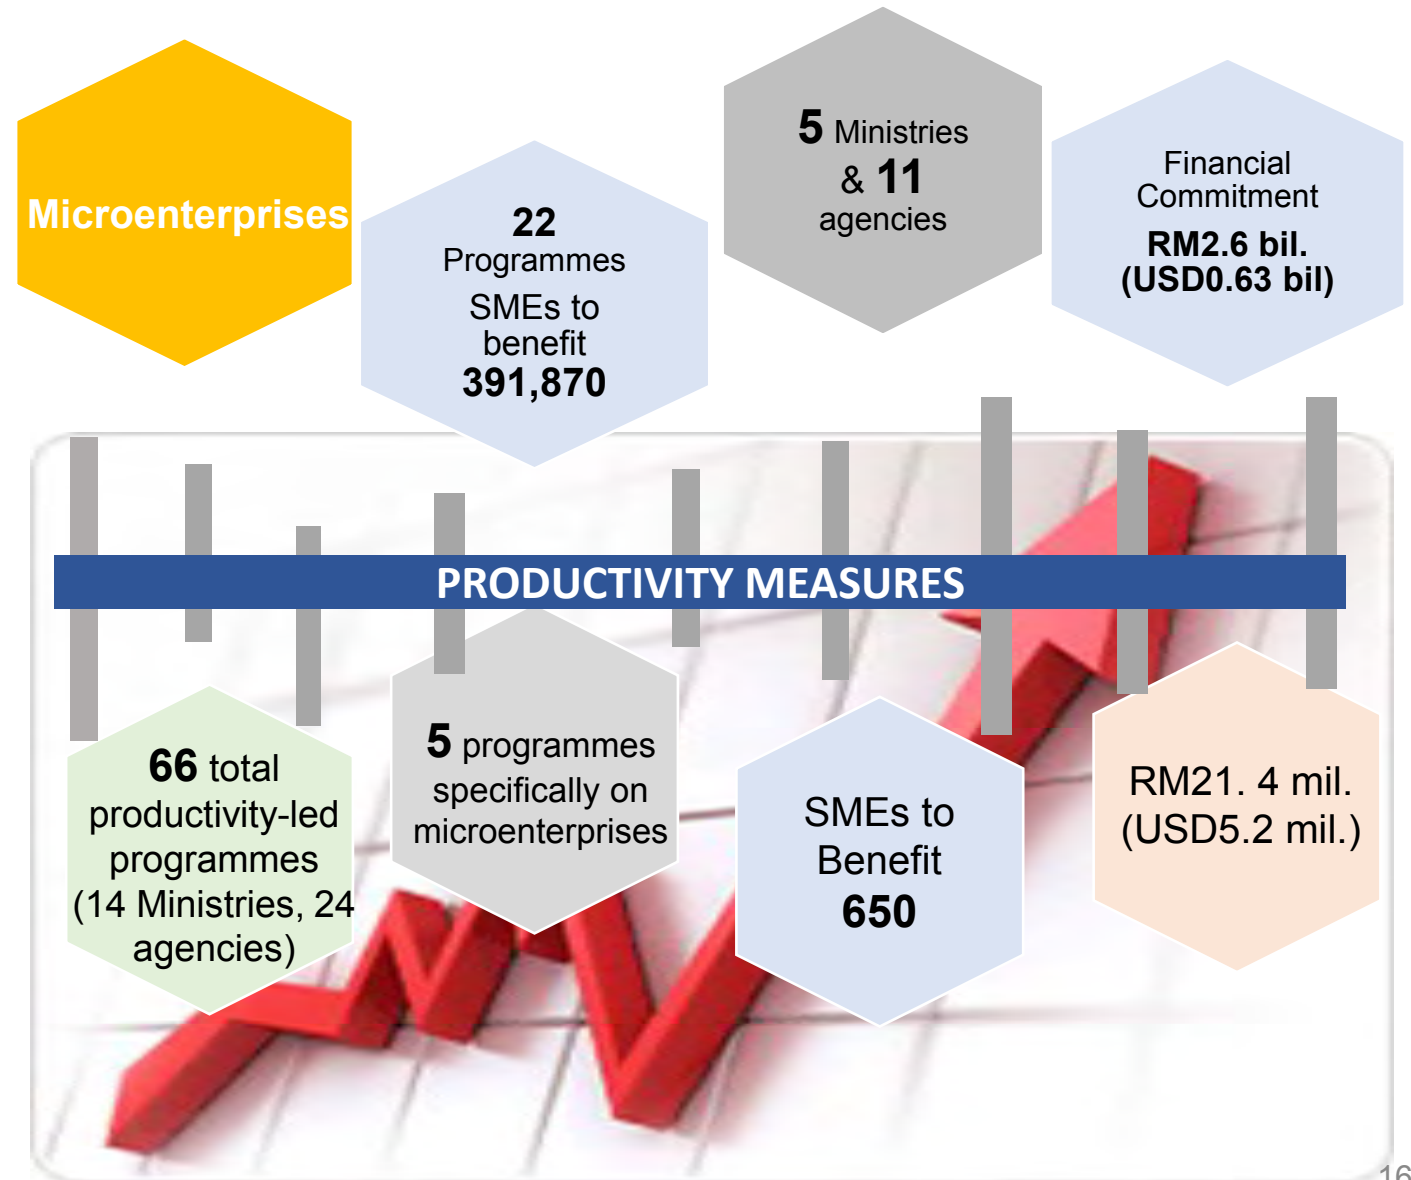 Microenterprises
22
Programmes
SMEs to
benefit
391,870
5 Ministries
& 11
agencies
Financial
Commitment
RM2.6 bil.
(USD0.63 bil)
PRODUCTIVITY MEASURES
66 total
productivity-led
programmes
(14 Ministries, 24
agencies)
5 programmes
specifically on
microenterprises
SMEs to
Benefit
650
RM21. 4 mil.
(USD5.2 mil.)
16